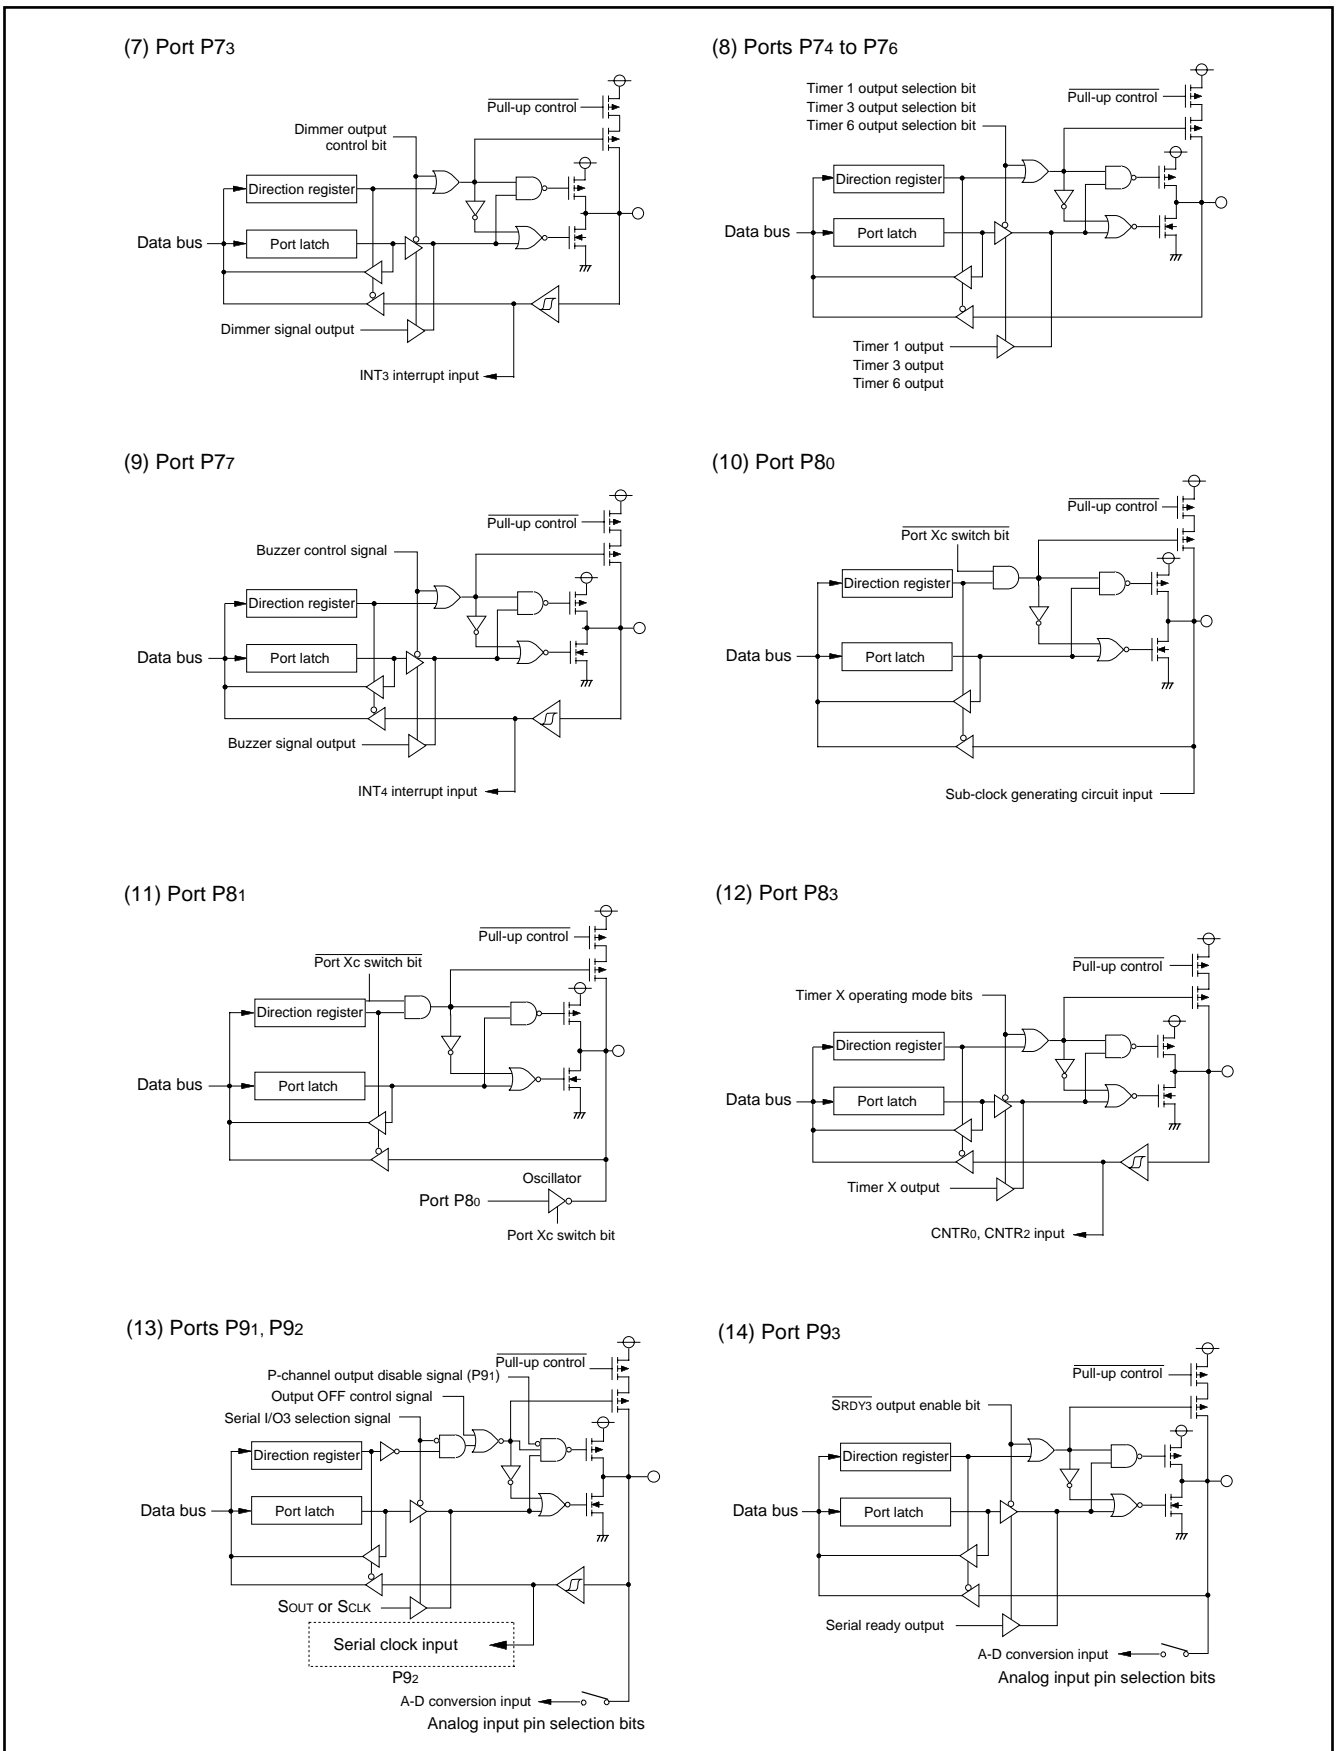 (7) Port P73
Pull-up control
Dimmer output
control bit
Direction register
Data bus
Port latch
Dimmer signal output
INT3 interrupt input
(8) Ports P74 to P76
Timer 1 output selection bit
Timer 3 output selection bit
Timer 6 output selection bit
Pull-up control
Direction register
Data bus
Port latch
Timer 1 output
Timer 3 output
Timer 6 output
(9) Port P77
Pull-up control
Buzzer control signal
Direction register
Data bus
Port latch
Buzzer signal output
INT4 interrupt input
(10) Port P80
Pull-up control
Port Xc switch bit
Direction register
Data bus
Port latch
Sub-clock generating circuit input
(11) Port P81
Pull-up control
Port Xc switch bit
Direction register
Data bus
Port latch
Oscillator
Port P80
Port Xc switch bit
(12) Port P83
Pull-up control
Timer X operating mode bits
Direction register
Data bus
Port latch
Timer X output
CNTR0, CNTR2 input
(13) Ports P91, P92
Pull-up control
P-channel output disable signal (P91)
Output OFF control signal
Serial I/O3 selection signal
Direction register
Data bus
Port latch
SOUT or SCLK
Serial clock input
P92
A-D conversion input
Analog input pin selection bits
(14) Port P93
Pull-up control
SRDY3 output enable bit
Direction register
Data bus
Port latch
Serial ready output
A-D conversion input
Analog input pin selection bits